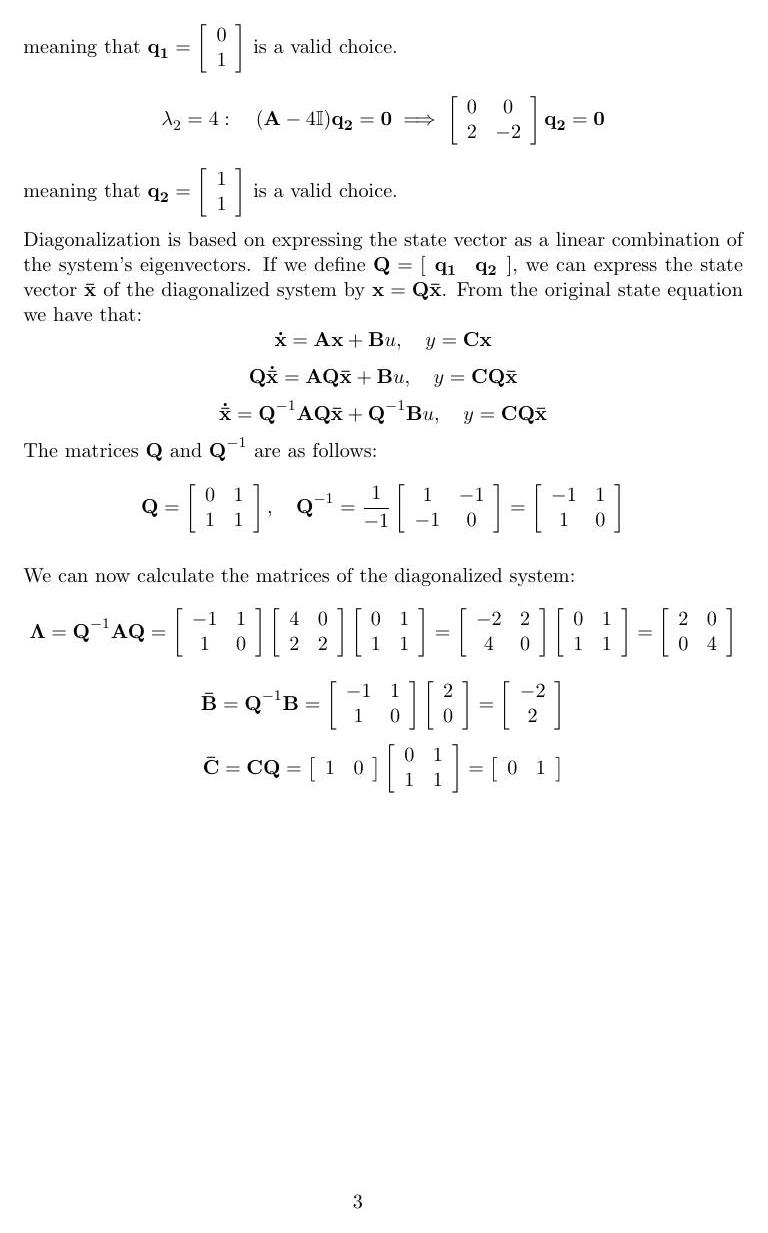 meaning that q₁ = [ 0 ; 1 ] is a valid choice.
λ₂ = 4 : (A − 4𝕀)q₂ = 0 ⟹ [ 0 0 ; 2 −2 ] q₂ = 0
meaning that q₂ = [ 1 ; 1 ] is a valid choice.
Diagonalization is based on expressing the state vector as a linear combination of
the system's eigenvectors. If we define Q = [ q₁ q₂ ], we can express the state
vector x̄ of the diagonalized system by x = Qx̄. From the original state equation
we have that:
ẋ = Ax + Bu, y = Cx
Qẋ̄ = AQx̄ + Bu, y = CQx̄
ẋ̄ = Q⁻¹AQx̄ + Q⁻¹Bu, y = CQx̄
The matrices Q and Q⁻¹ are as follows:
Q = [ 0 1 ; 1 1 ], Q⁻¹ = 1/−1 [ 1 −1 ; −1 0 ] = [ −1 1 ; 1 0 ]
We can now calculate the matrices of the diagonalized system:
Λ = Q⁻¹AQ = [ −1 1 ; 1 0 ] [ 4 0 ; 2 2 ] [ 0 1 ; 1 1 ] = [ −2 2 ; 4 0 ] [ 0 1 ; 1 1 ] = [ 2 0 ; 0 4 ]
B̄ = Q⁻¹B = [ −1 1 ; 1 0 ] [ 2 ; 0 ] = [ −2 ; 2 ]
C̄ = CQ = [ 1 0 ] [ 0 1 ; 1 1 ] = [ 0 1 ]
3